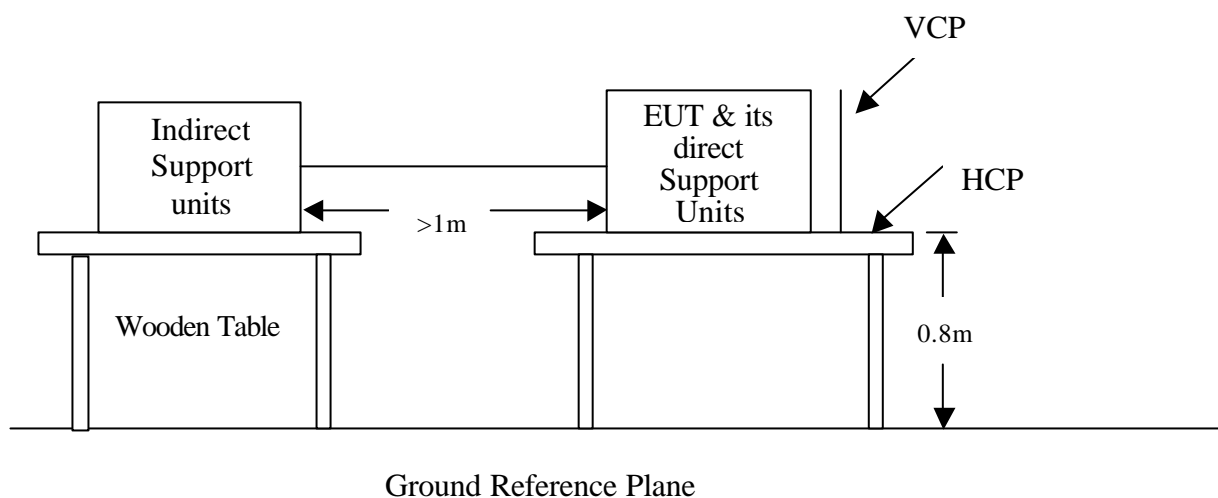 VCP
Indirect
Support
units
EUT & its
direct
Support
Units
HCP
>1m
Wooden Table
0.8m
Ground Reference Plane